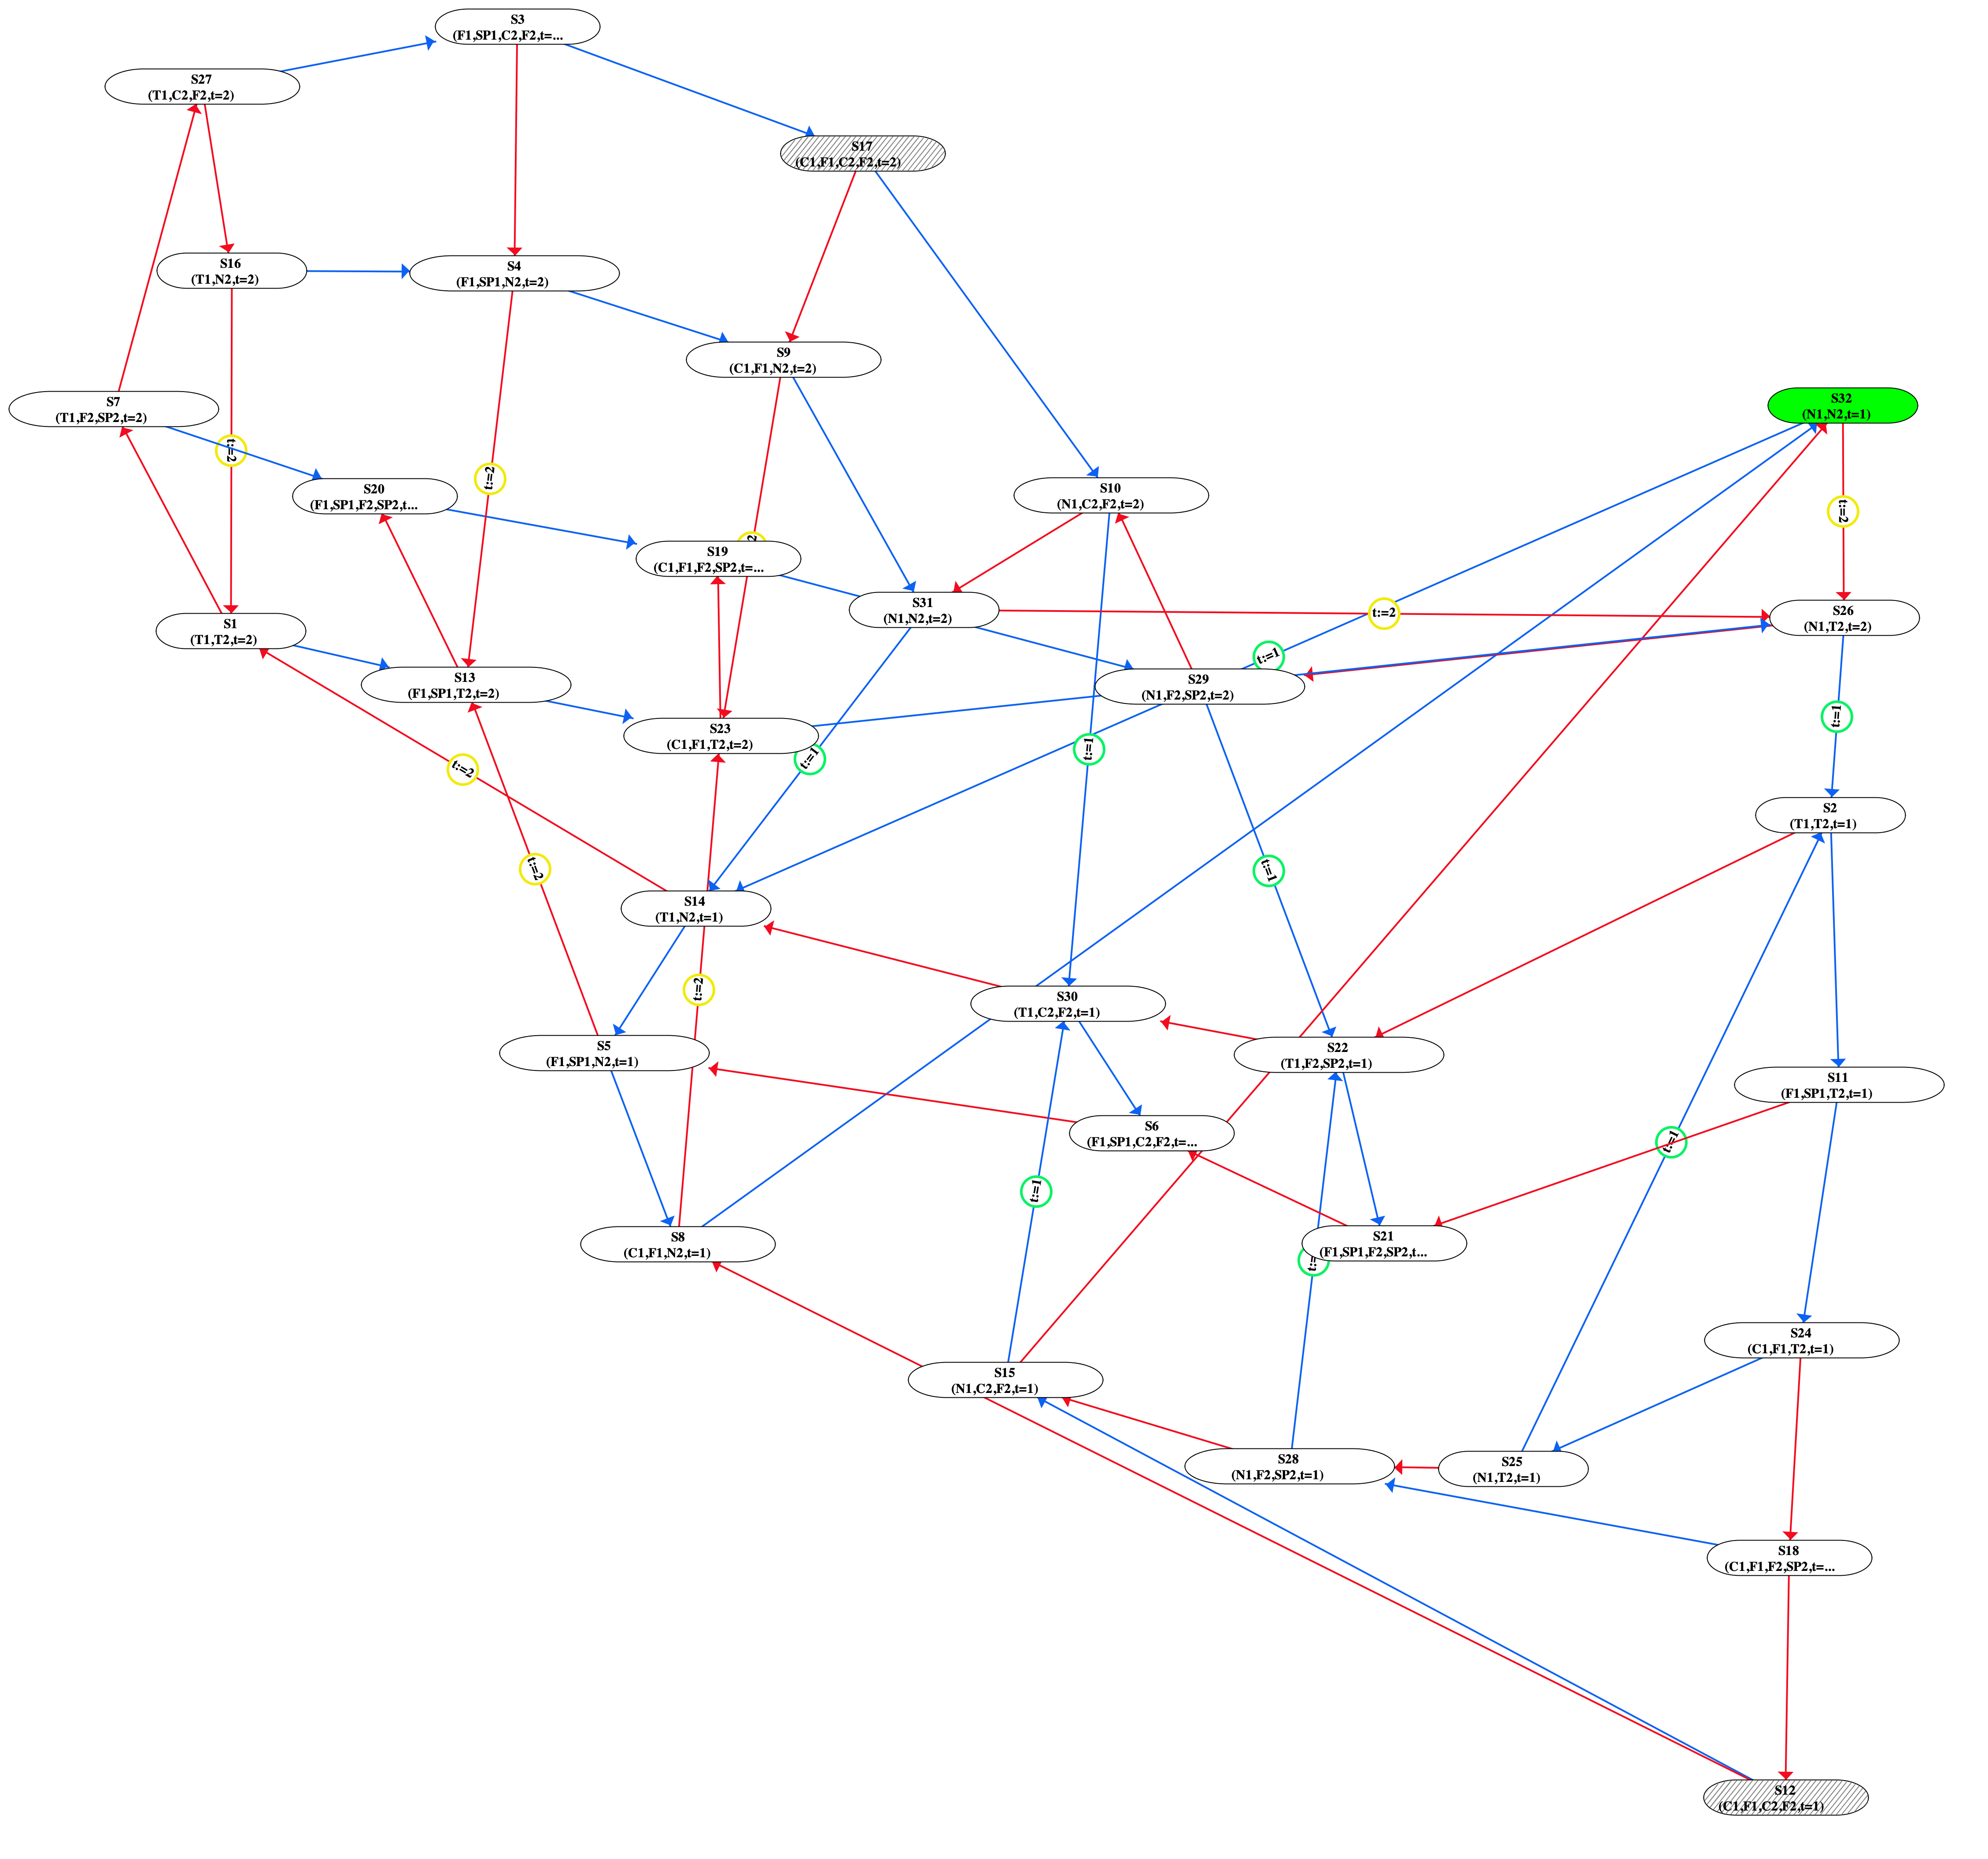 S3
(F1,SP1,C2,F2,t=...
S27
(T1,C2,F2,t=2)
S17
(C1,F1,C2,F2,t=2)
S16
(T1,N2,t=2)
S4
(F1,SP1,N2,t=2)
S9
(C1,F1,N2,t=2)
S7
(T1,F2,SP2,t=2)
S32
(N1,N2,t=1)
t:=2
t:=2
S20
(F1,SP1,F2,SP2,t...
S10
(N1,C2,F2,t=2)
t:=2
2
S19
(C1,F1,F2,SP2,t=...
S31
(N1,N2,t=2)
t:=2
S26
(N1,T2,t=2)
S1
(T1,T2,t=2)
t:=1
S13
(F1,SP1,T2,t=2)
S29
(N1,F2,SP2,t=2)
t:=1
S23
(C1,F1,T2,t=2)
t:=1
t:=1
t:=2
S2
(T1,T2,t=1)
t:=2
t:=1
S14
(T1,N2,t=1)
t:=2
S30
(T1,C2,F2,t=1)
S5
(F1,SP1,N2,t=1)
S22
(T1,F2,SP2,t=1)
S11
(F1,SP1,T2,t=1)
S6
(F1,SP1,C2,F2,t=...
t:=1
t:=1
S8
(C1,F1,N2,t=1)
S21
(F1,SP1,F2,SP2,t...
t:=
S24
(C1,F1,T2,t=1)
S15
(N1,C2,F2,t=1)
S28
(N1,F2,SP2,t=1)
S25
(N1,T2,t=1)
S18
(C1,F1,F2,SP2,t=...
S12
(C1,F1,C2,F2,t=1)